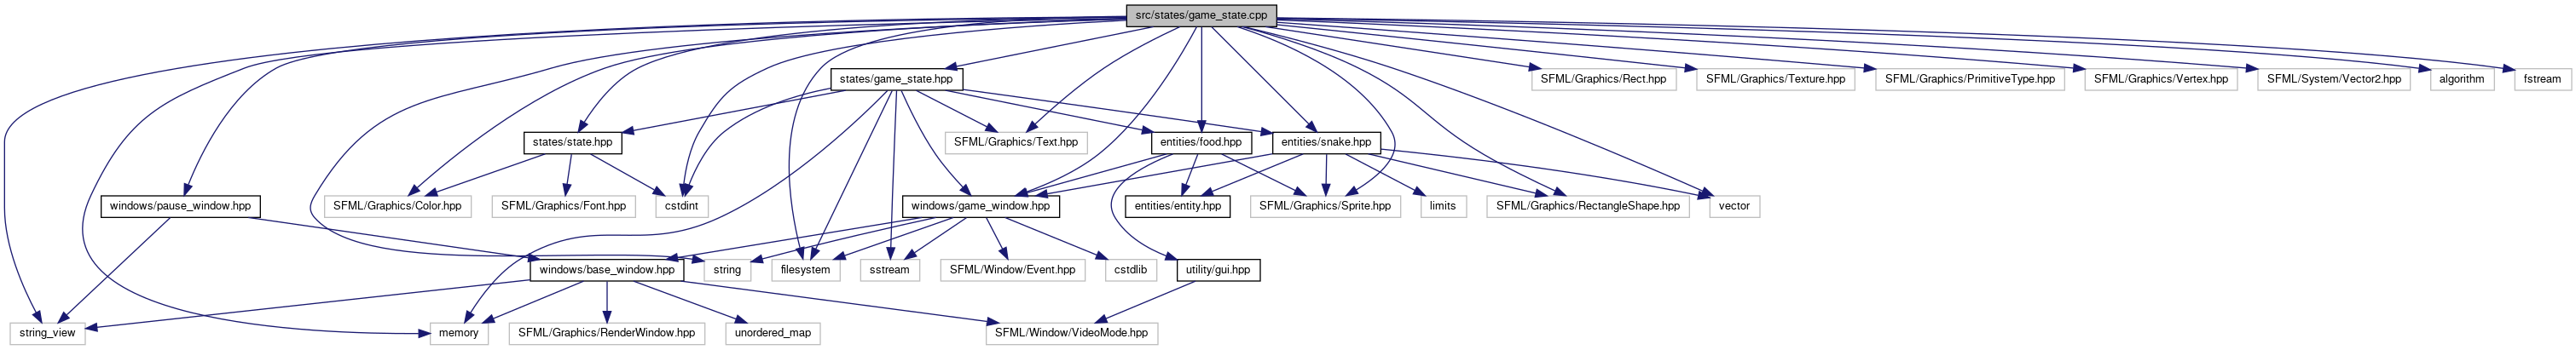 src/states/game_state.cpp
states/game_state.hpp
SFML/Graphics/Rect.hpp
SFML/Graphics/Texture.hpp
SFML/Graphics/PrimitiveType.hpp
SFML/Graphics/Vertex.hpp
SFML/System/Vector2.hpp
algorithm
fstream
states/state.hpp
SFML/Graphics/Text.hpp
entities/food.hpp
entities/snake.hpp
windows/pause_window.hpp
SFML/Graphics/Color.hpp
SFML/Graphics/Font.hpp
cstdint
windows/game_window.hpp
entities/entity.hpp
SFML/Graphics/Sprite.hpp
limits
SFML/Graphics/RectangleShape.hpp
vector
windows/base_window.hpp
string
filesystem
sstream
SFML/Window/Event.hpp
cstdlib
utility/gui.hpp
string_view
memory
SFML/Graphics/RenderWindow.hpp
unordered_map
SFML/Window/VideoMode.hpp